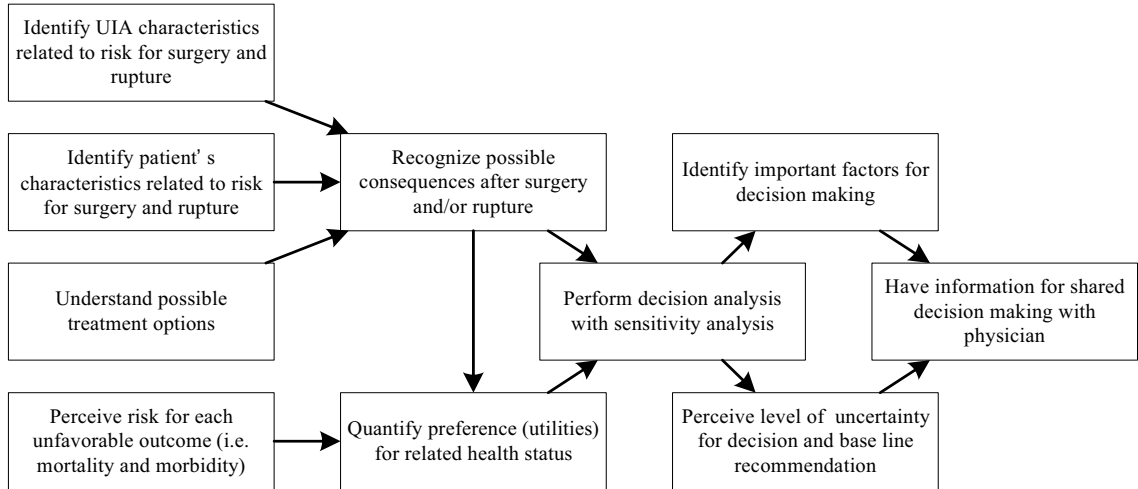 Identify UIA characteristics
related to risk for surgery and
rupture
Identify patient's
characteristics related to risk
for surgery and rupture
Understand possible
treatment options
Perceive risk for each
unfavorable outcome (i.e.
mortality and morbidity)
Recognize possible
consequences after surgery
and/or rupture
Quantify preference (utilities)
for related health status
Perform decision analysis
with sensitivity analysis
Identify important factors for
decision making
Perceive level of uncertainty
for decision and base line
recommendation
Have information for shared
decision making with
physician